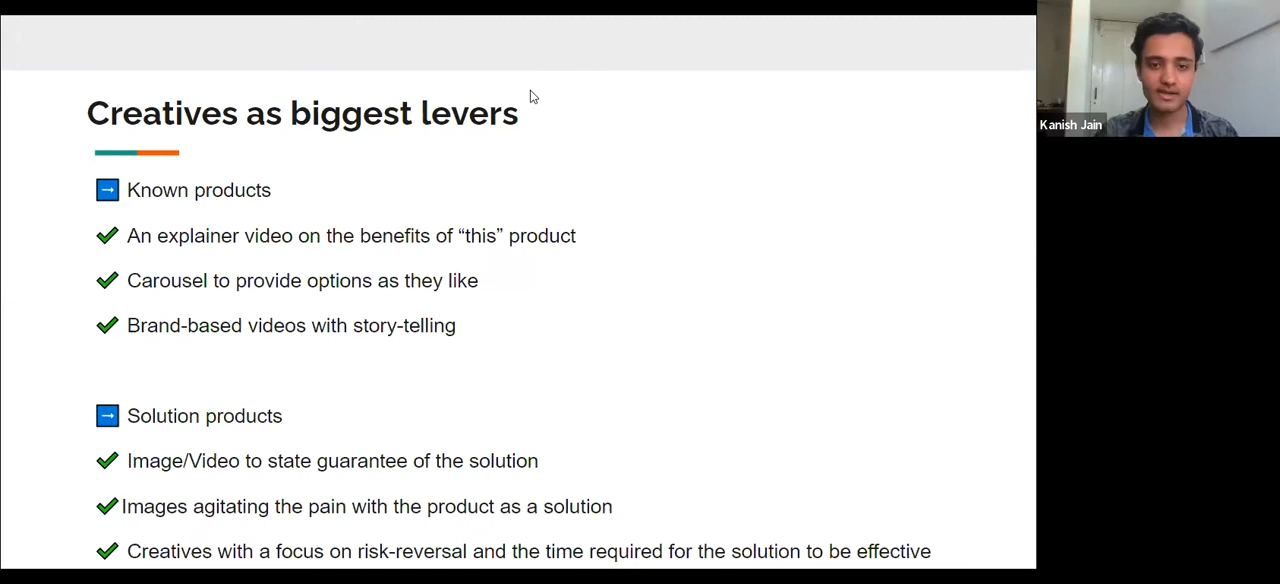 Creatives as biggest levers
Known products
An explainer video on the benefits of “this” product
Carousel to provide options as they like
Brand-based videos with story-telling
Solution products
Image/Video to state guarantee of the solution
Images agitating the pain with the product as a solution
Creatives with a focus on risk-reversal and the time required for the solution to be effective
Kanish Jain